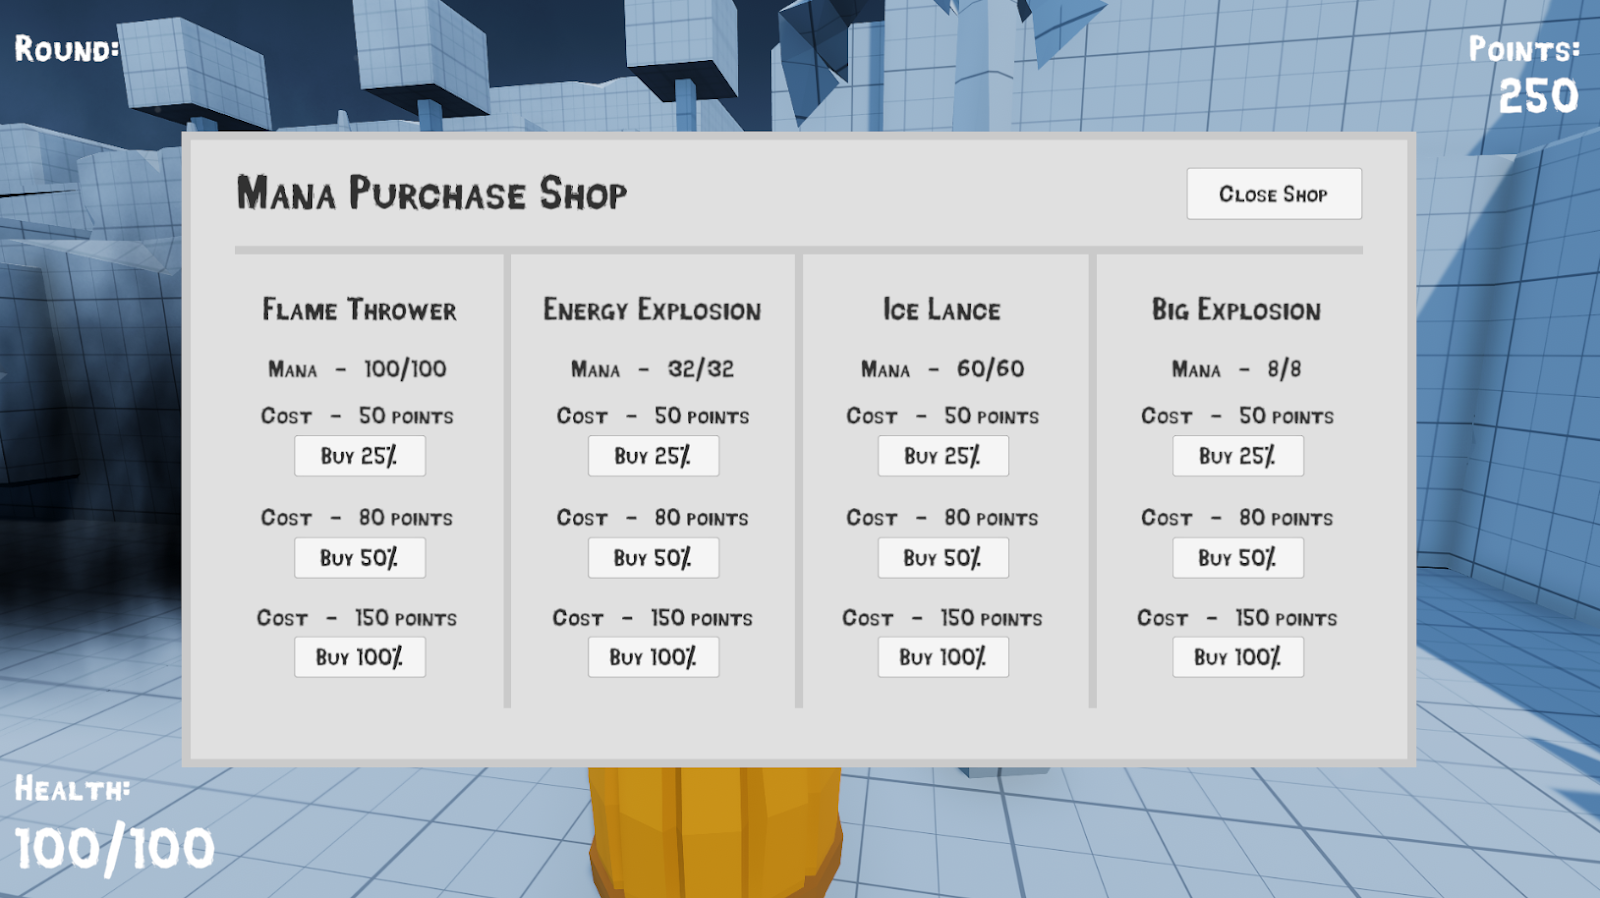 Round:
Points:
250
Mana Purchase Shop
Close Shop
Flame Thrower
Mana - 100/100
Cost - 50 points
Buy 25%
Cost - 80 points
Buy 50%
Cost - 150 points
Buy 100%
Energy Explosion
Mana - 32/32
Cost - 50 points
Buy 25%
Cost - 80 points
Buy 50%
Cost - 150 points
Buy 100%
Ice Lance
Mana - 60/60
Cost - 50 points
Buy 25%
Cost - 80 points
Buy 50%
Cost - 150 points
Buy 100%
Big Explosion
Mana - 8/8
Cost - 50 points
Buy 25%
Cost - 80 points
Buy 50%
Cost - 150 points
Buy 100%
Health:
100/100